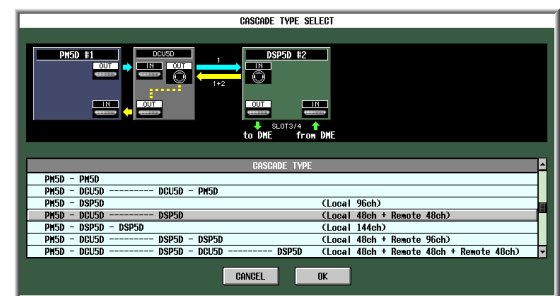 CASCADE TYPE SELECT
PM5D #1 DCU5D DSP5D #2
OUT IN OUT 1 IN
1+2
IN OUT OUT IN
SLOT3/4
to DME from DME
CASCADE TYPE
PM5D - PM5D
PM5D - DCU5D --------- DCU5D - PM5D
PM5D - DSP5D (Local 96ch)
PM5D - DCU5D --------- DSP5D (Local 48ch + Remote 48ch)
PM5D - DSP5D - DSP5D (Local 144ch)
PM5D - DCU5D --------- DSP5D - DSP5D (Local 48ch + Remote 96ch)
PM5D - DCU5D --------- DSP5D - DCU5D --------- DSP5D (Local 48ch + Remote 48ch + Remote 48ch)
CANCEL OK